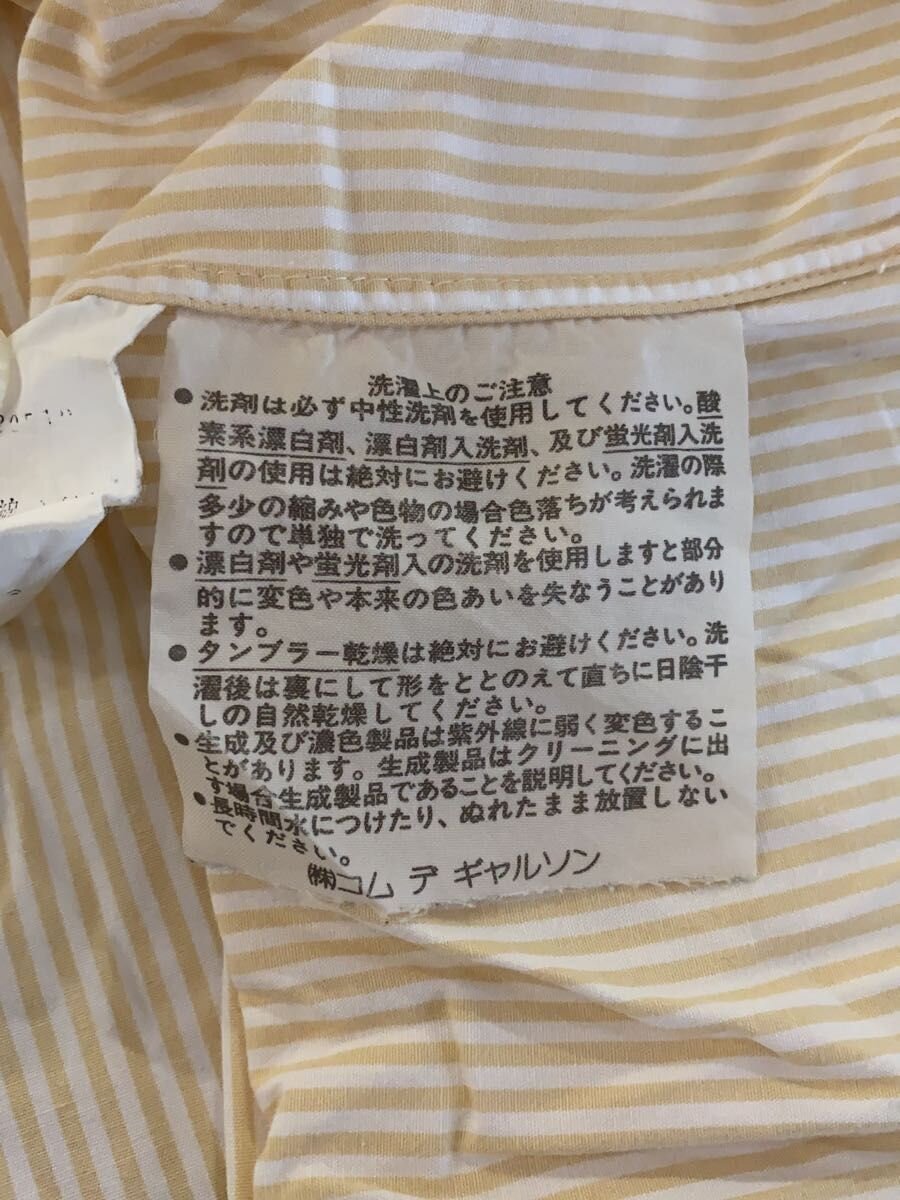 洗濯上のご注意
●洗剤は必ず中性洗剤を使用してください。酸
素系漂白剤、漂白剤入洗剤、及び蛍光剤入洗
剤の使用は絶対にお避けください。洗濯の際
多少の縮みや色物の場合色落ちが考えられま
すので単独で洗ってください。
●漂白剤や蛍光剤入の洗剤を使用しますと部分
的に変色や本来の色あいを失なうことがあり
ます。
●タンブラー乾燥は絶対にお避けください。洗
濯後は裏にして形をととのえて直ちに日陰干
しの自然乾燥してください。
●生成及び濃色製品は紫外線に弱く変色するこ
とがあります。生成製品はクリーニングに出
す場合生成製品であることを説明してください。
●長時間水につけたり、ぬれたまま放置しない
でください。
㈱コム デ ギャルソン